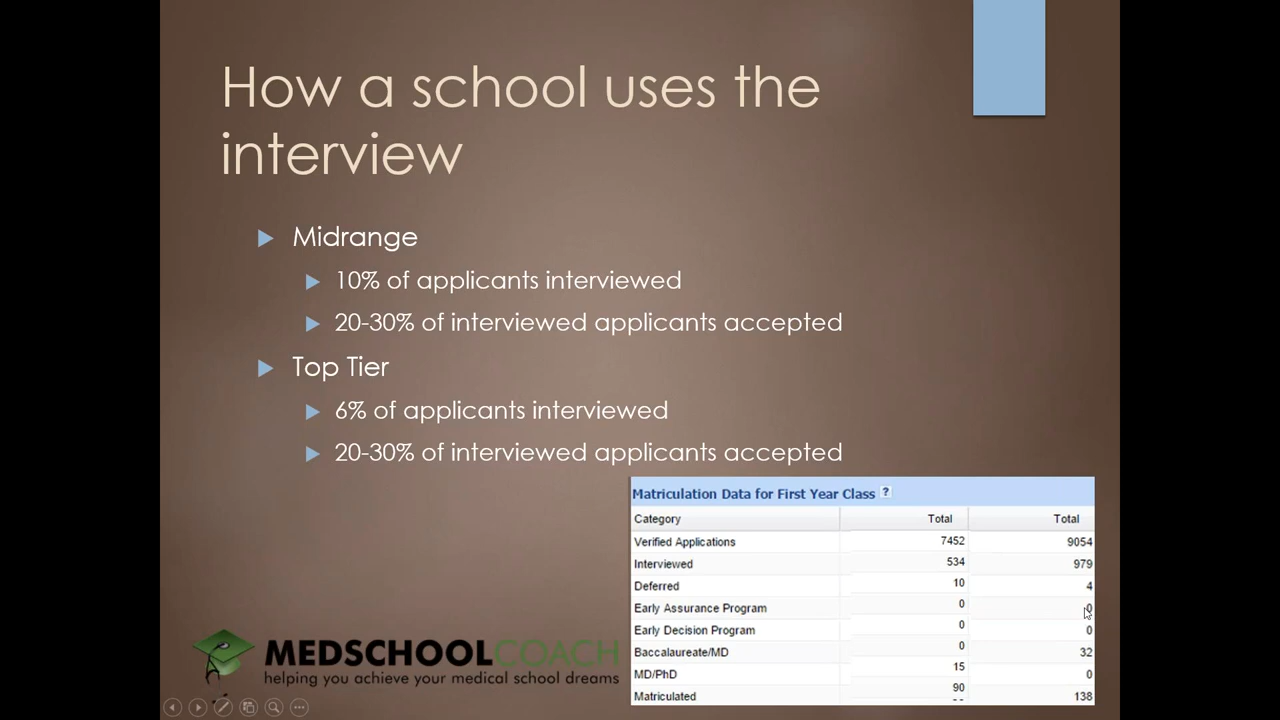 How a school uses the
interview
Midrange
10% of applicants interviewed
20-30% of interviewed applicants accepted
Top Tier
6% of applicants interviewed
20-30% of interviewed applicants accepted
Matriculation Data for First Year Class ?
Category Total Total
Verified Applications 7452 9054
Interviewed 534 979
Deferred 10 4
Early Assurance Program 0 0
Early Decision Program 0 0
Baccalaureate/MD 0 32
MD/PhD 15 0
Matriculated 90 138
MEDSCHOOLCOACH
helping you achieve your medical school dreams